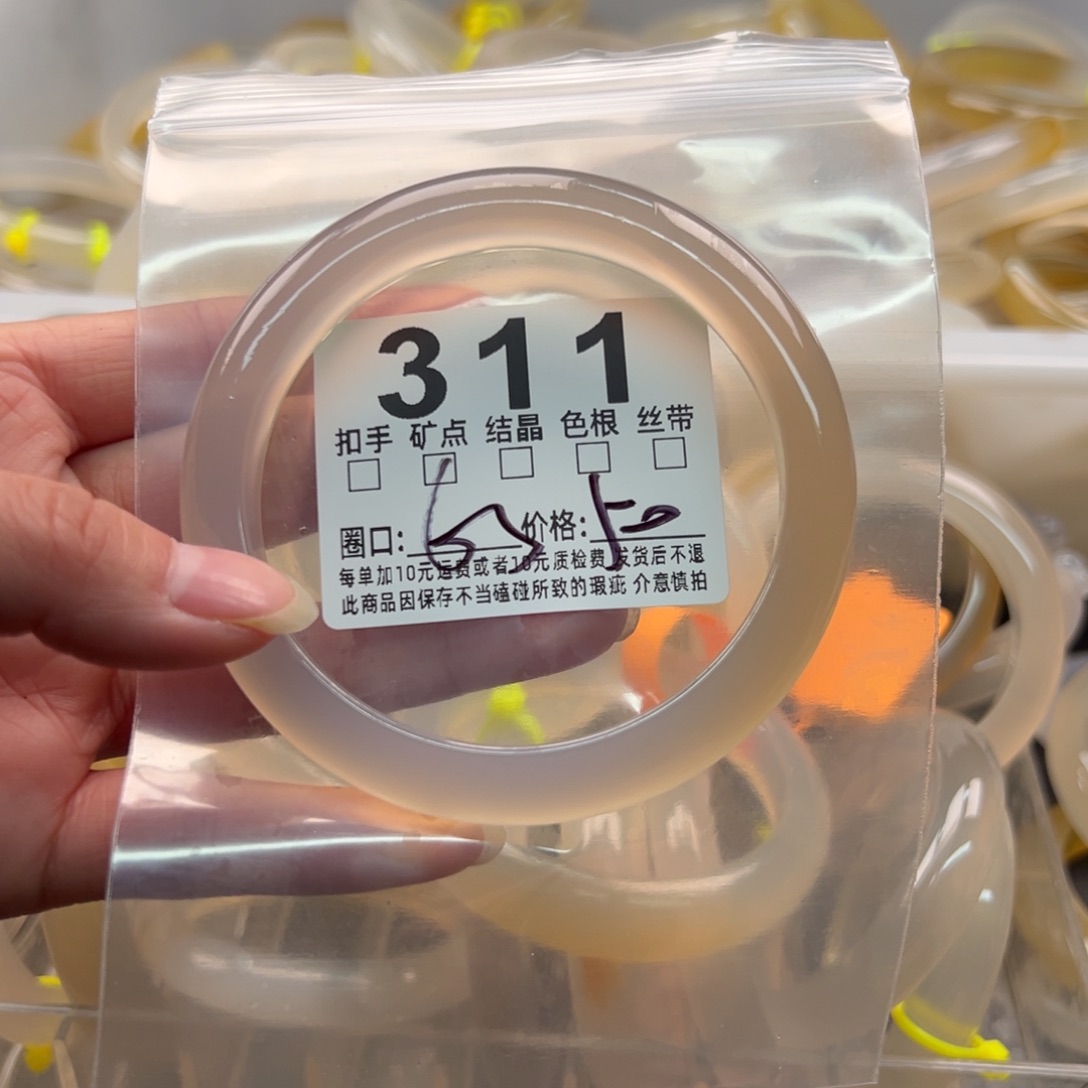 311
扣手 矿点 结晶 色根 丝带
圈口: 价格: 50
每单加10元运费或者10元质检费 发货后不退
此商品因保存不当磕碰所致的瑕疵 介意慎拍